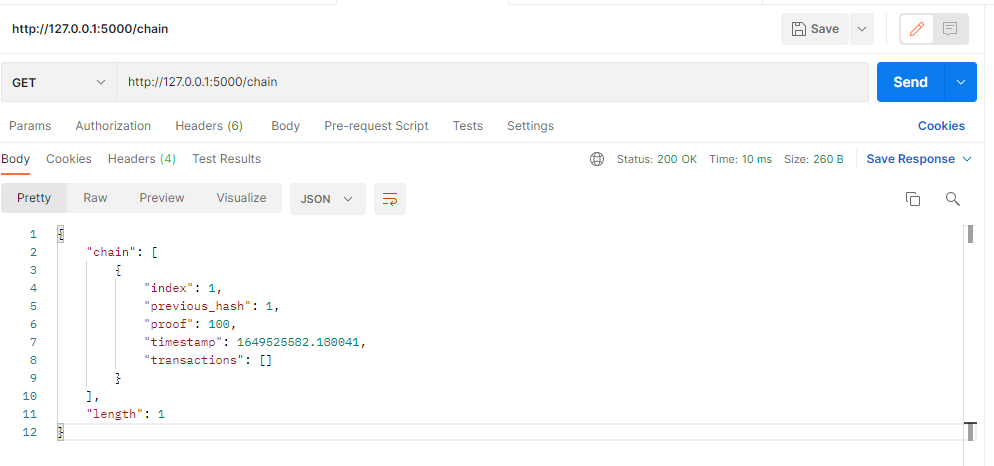 http://127.0.0.1:5000/chain Save
GET http://127.0.0.1:5000/chain Send
Params Authorization Headers (6) Body Pre-request Script Tests Settings Cookies
Body Cookies Headers (4) Test Results Status: 200 OK Time: 10 ms Size: 260 B Save Response
Pretty Raw Preview Visualize JSON
1 {
2 "chain": [
3 {
4 "index": 1,
5 "previous_hash": 1,
6 "proof": 100,
7 "timestamp": 1649525582.180041,
8 "transactions": []
9 }
10 ],
11 "length": 1
12 }